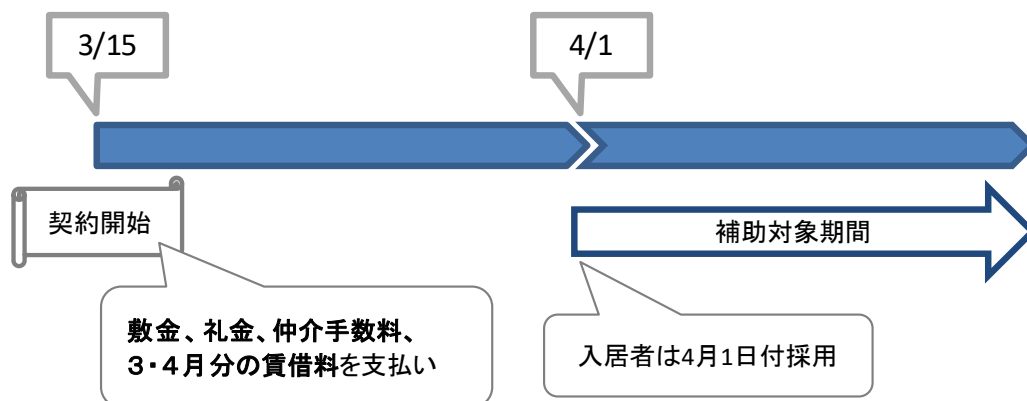 3/15
4/1
契約開始
補助対象期間
敷金、礼金、仲介手数料、
３・４月分の賃借料を支払い
入居者は4月1日付採用